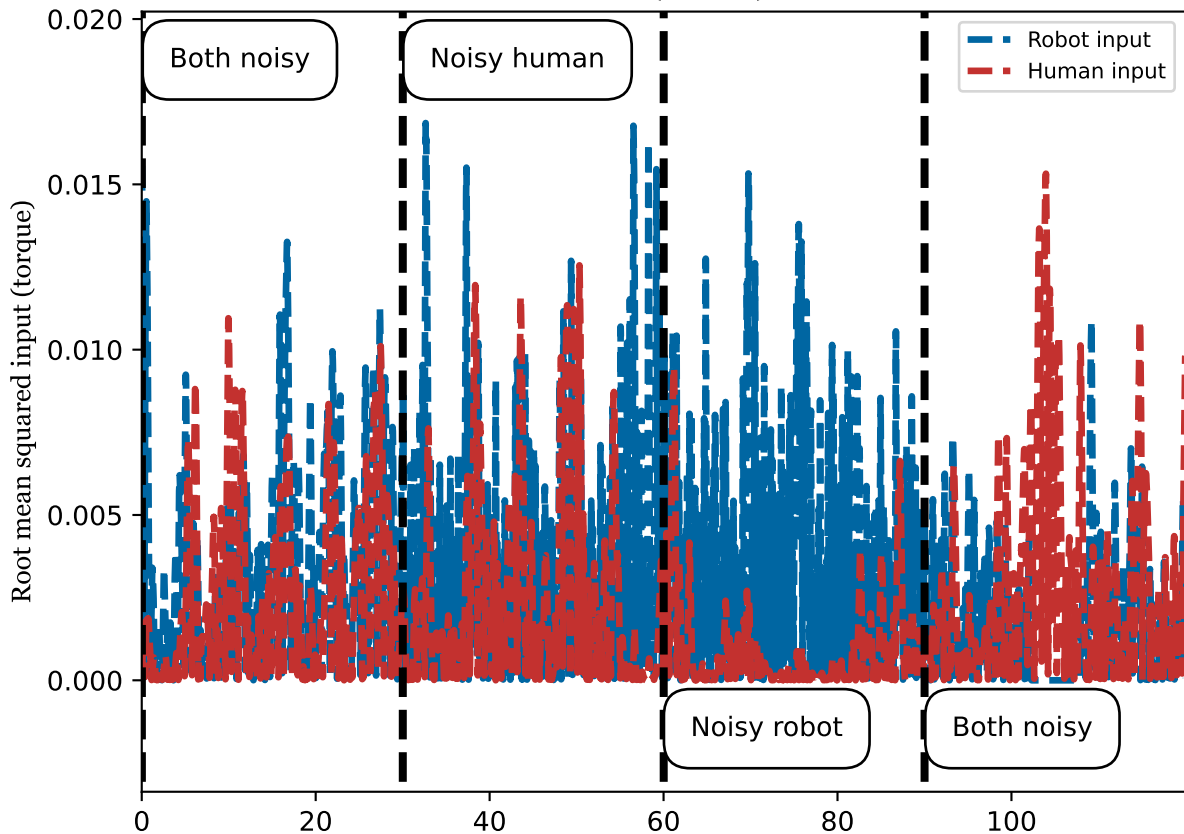 0.020
Both noisy
Noisy human
Robot input
Human input
0.015
0.010
0.005
0.000
Root mean squared input (torque)
Noisy robot
Both noisy
0
20
40
60
80
100